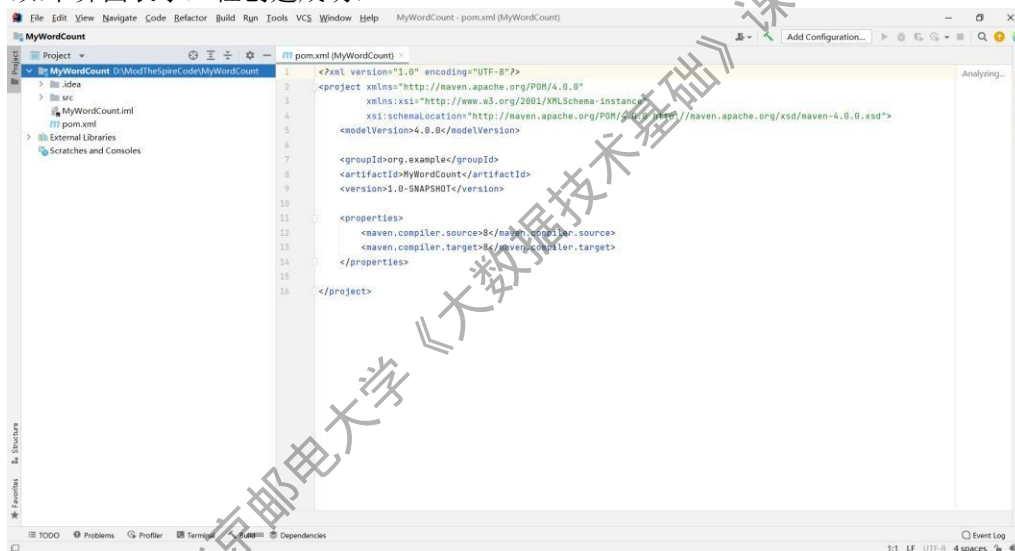 File Edit View Navigate Code Refactor Build Run Tools VCS Window Help MyWordCount - pom.xml (MyWordCount)
MyWordCount
Add Configuration...
Project
pom.xml (MyWordCount)
Project
MyWordCount D:\ModTheSpireCode\MyWordCount
.idea
src
MyWordCount.iml
pom.xml
External Libraries
Scratches and Consoles
Analyzing...
1 <?xml version="1.0" encoding="UTF-8"?>
2 <project xmlns="http://maven.apache.org/POM/4.0.0"
3 xmlns:xsi="http://www.w3.org/2001/XMLSchema-instance"
4 xsi:schemaLocation="http://maven.apache.org/POM/4.0.0 http://maven.apache.org/xsd/maven-4.0.0.xsd">
5 <modelVersion>4.0.0</modelVersion>
6
7 <groupId>org.example</groupId>
8 <artifactId>MyWordCount</artifactId>
9 <version>1.0-SNAPSHOT</version>
10
11 <properties>
12 <maven.compiler.source>8</maven.compiler.source>
13 <maven.compiler.target>8</maven.compiler.target>
14 </properties>
15
16 </project>
Structure
Favorites
TODO Problems Profiler Terminal Build Dependencies
Event Log
1:1 LF UTF-8 4 spaces
京邮电大学《大数据技术基础》